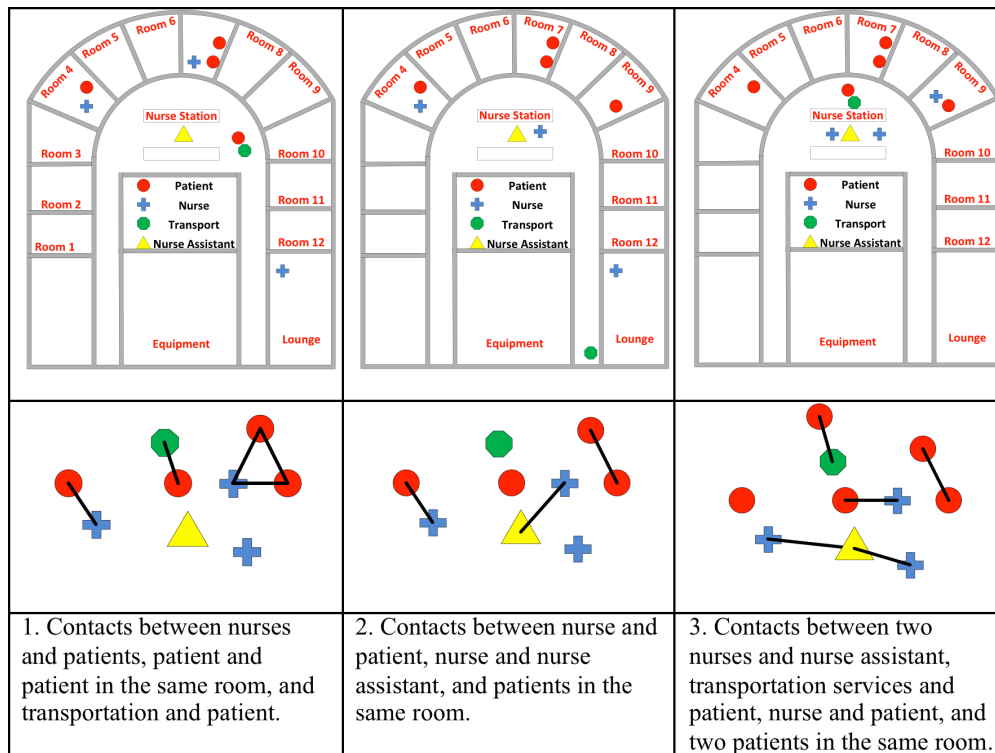 Room 6
Room 5
Room 8
Room 4
Room 9
Nurse Station
Room 3
Room 10
Patient
Room 2
Nurse
Room 11
Transport
Room 1
Nurse Assistant
Room 12
Equipment
Lounge
Room 6
Room 7
Room 5
Room 8
Room 4
Room 9
Nurse Station
Room 10
Patient
Nurse
Room 11
Transport
Nurse Assistant
Room 12
Equipment
Lounge
Room 6
Room 7
Room 5
Room 8
Room 4
Room 9
Nurse Station
Room 10
Patient
Nurse
Room 11
Transport
Nurse Assistant
Room 12
Equipment
Lounge
1. Contacts between nurses
and patients, patient and
patient in the same room, and
transportation and patient.
2. Contacts between nurse and
patient, nurse and nurse
assistant, and patients in the
same room.
3. Contacts between two
nurses and nurse assistant,
transportation services and
patient, nurse and patient, and
two patients in the same room.